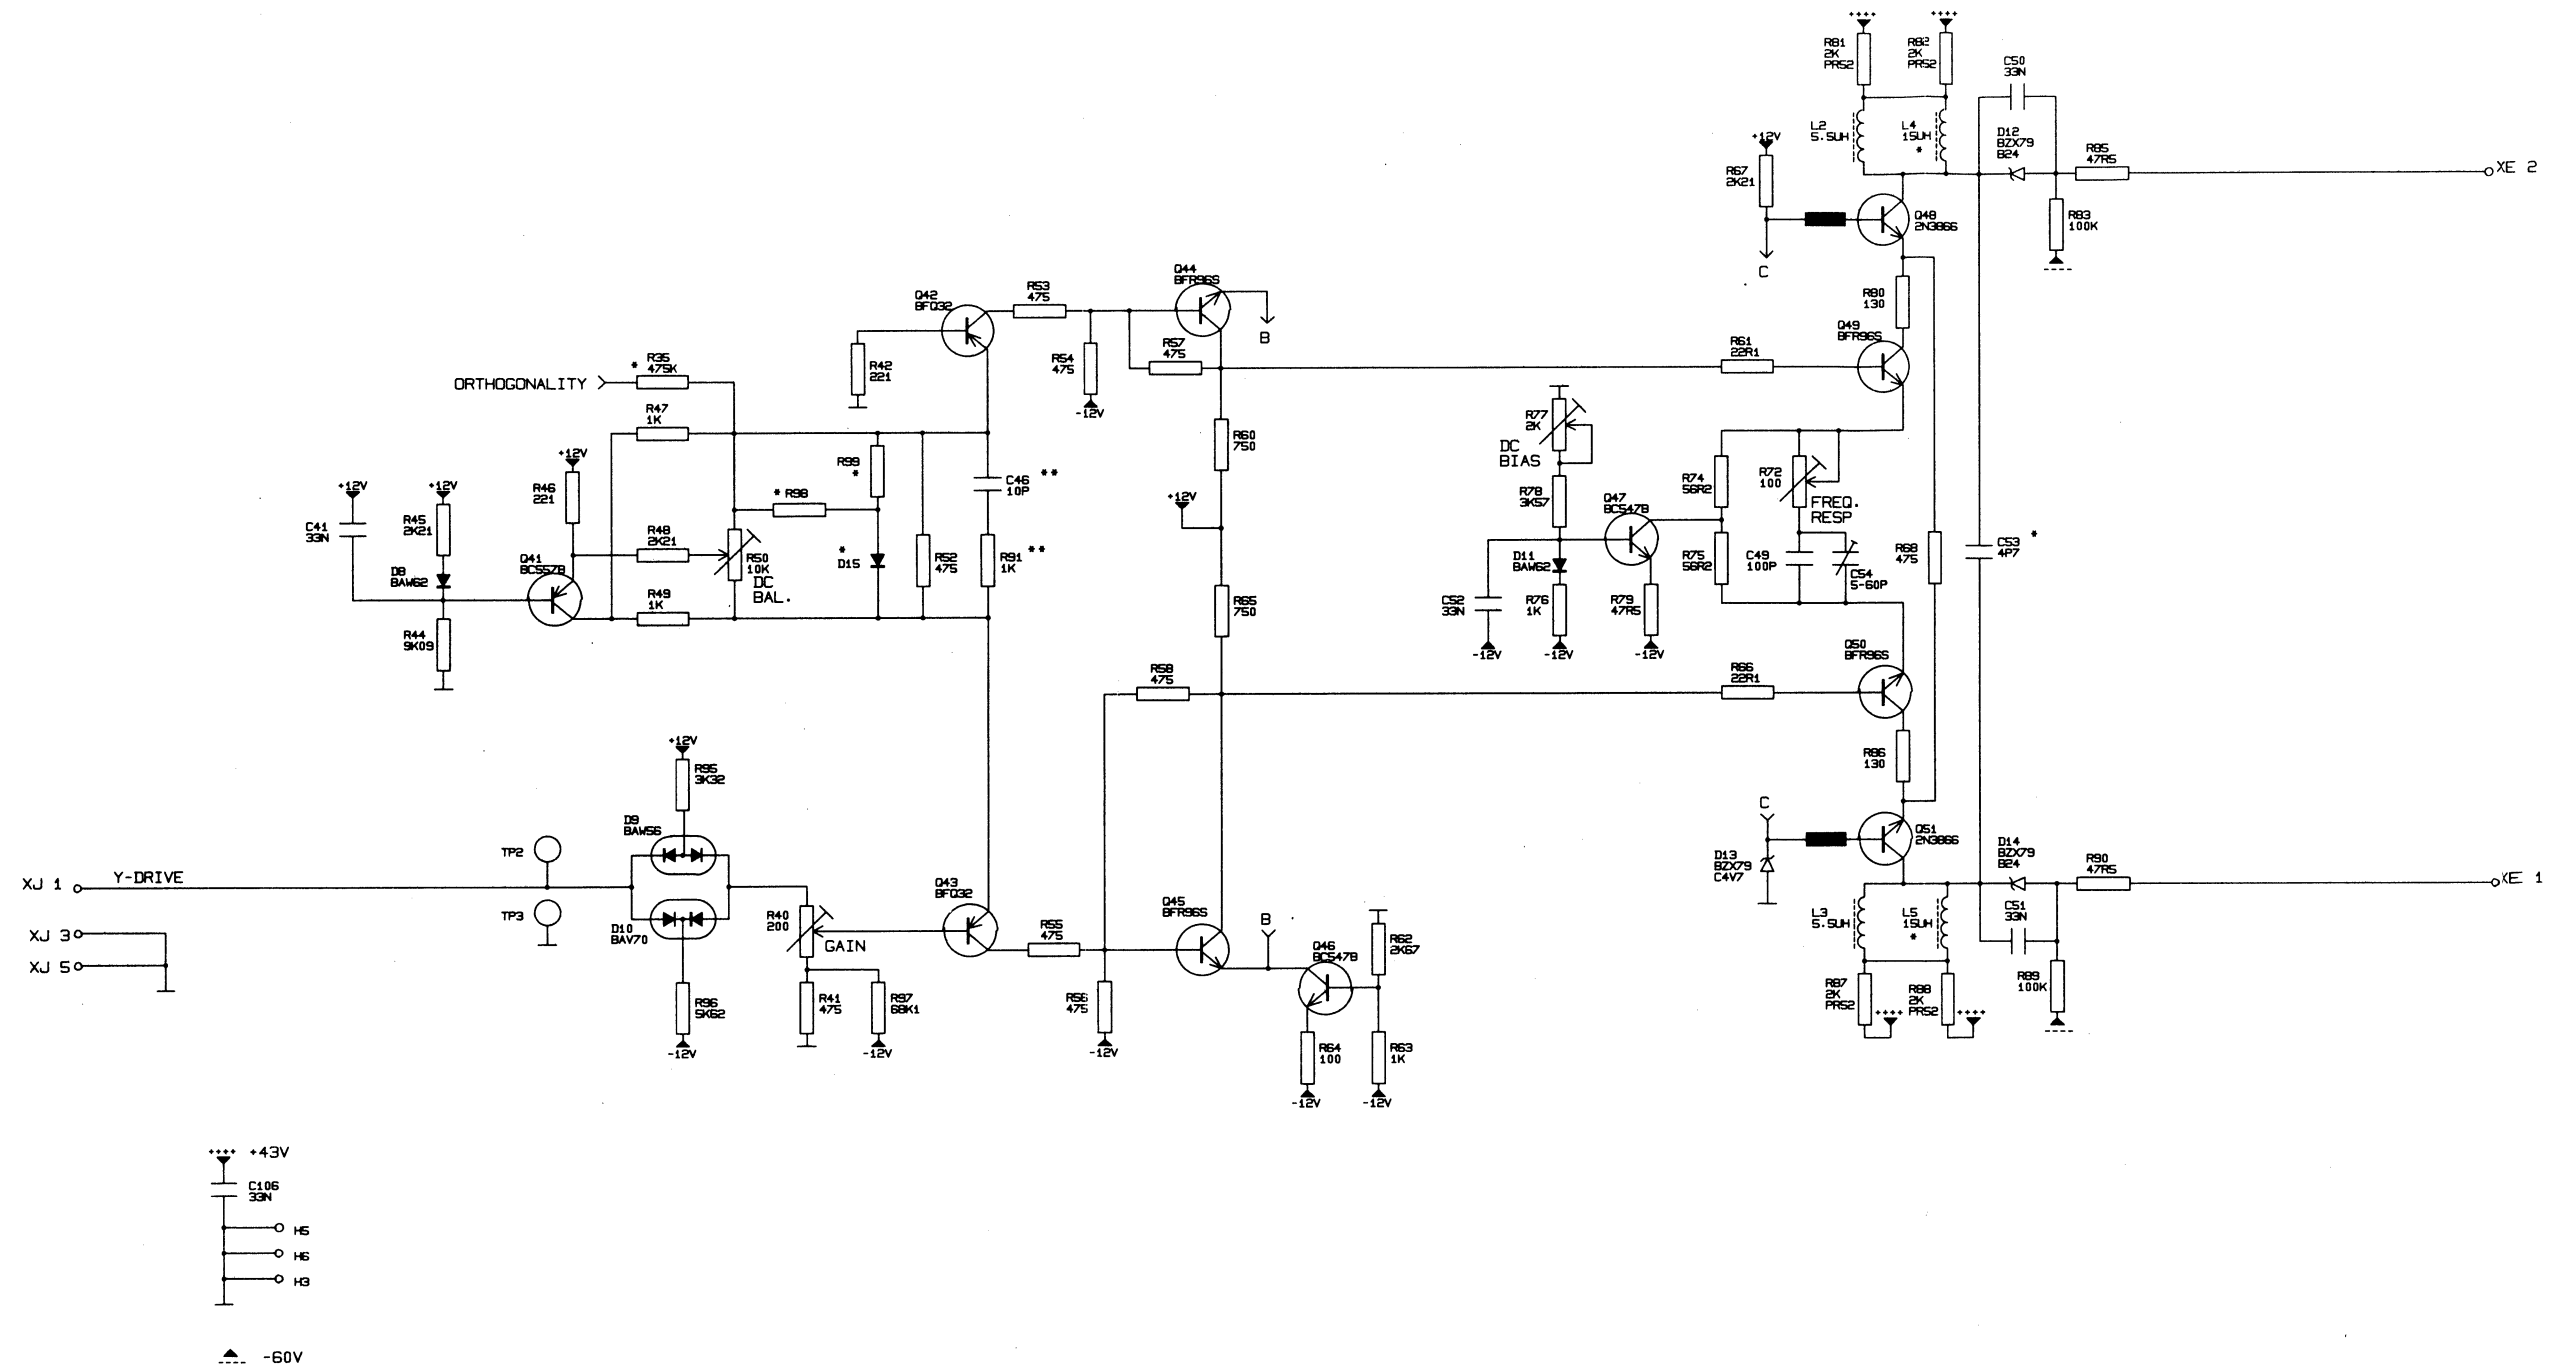 ++++
++++
R81
2K
PR52
R82
2K
PR52
C50
33N
L2
5.5UH
L4
15UH
*
D12
BZX79
B24
R85
47R5
XE 2
+12V
R67
2K21
Q48
2N3866
R83
100K
----
C
R80
130
Q49
BFR96S
Q44
BFR96S
R53
475
Q42
BFQ32
B
R57
475
R54
475
-12V
R61
22R1
R42
221
* R35
475K
ORTHOGONALITY
R47
1K
R77
2K
DC
BIAS
R60
750
+12V
R46
221
R99
*
C46 **
10P
* R98
R78
3K57
Q47
BC547B
R74
56R2
R72
100
FREQ.
RESP
+12V
+12V
C41
33N
R45
2K21
+12V
R48
2K21
Q41
BC557B
R50
10K
DC
BAL.
*
D15
R52
475
R91 **
1K
D8
BAW62
D11
BAW62
R75
56R2
C49
100P
C54
5-60P
R68
475
C53 *
4P7
R49
1K
R65
750
C52
33N
R76
1K
R79
47R5
R44
9K09
-12V
-12V
-12V
Q50
BFR96S
R58
475
R66
22R1
+12V
R95
3K32
R86
130
C
D9
BAW56
TP2
Q51
2N3866
D13
BZX79
C4V7
D14
BZX79
B24
R90
47R5
XJ 1
Y-DRIVE
XE 1
Q43
BFQ32
Q45
BFR96S
TP3
D10
BAV70
R40
200
GAIN
R55
475
B
Q46
BC547B
R62
2K67
L3
5.5UH
L5
15UH
*
C51
33N
XJ 3
XJ 5
R96
5K62
R41
475
R97
68K1
R56
475
R87
2K
PR52
++++
R88
2K
PR52
++++
R89
100K
----
-12V
-12V
-12V
R64
100
R63
1K
-12V
-12V
++++ +43V
C106
33N
H5
H6
H3
---- -60V